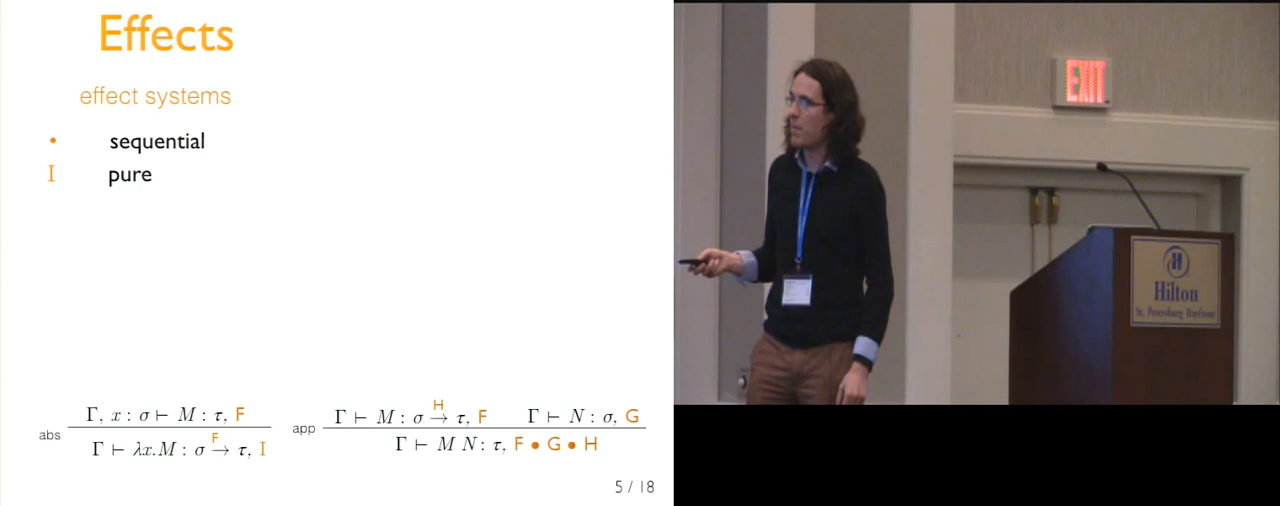 Effects
effect systems
• sequential
I pure
abs
Γ, x : σ ⊢ M : τ, F
Γ ⊢ λx.M : σ →^F τ, I
app
Γ ⊢ M : σ →^H τ, F    Γ ⊢ N : σ, G
Γ ⊢ M N : τ, F • G • H
5 / 18
EXIT
H
Hilton
St. Petersburg Bayfront